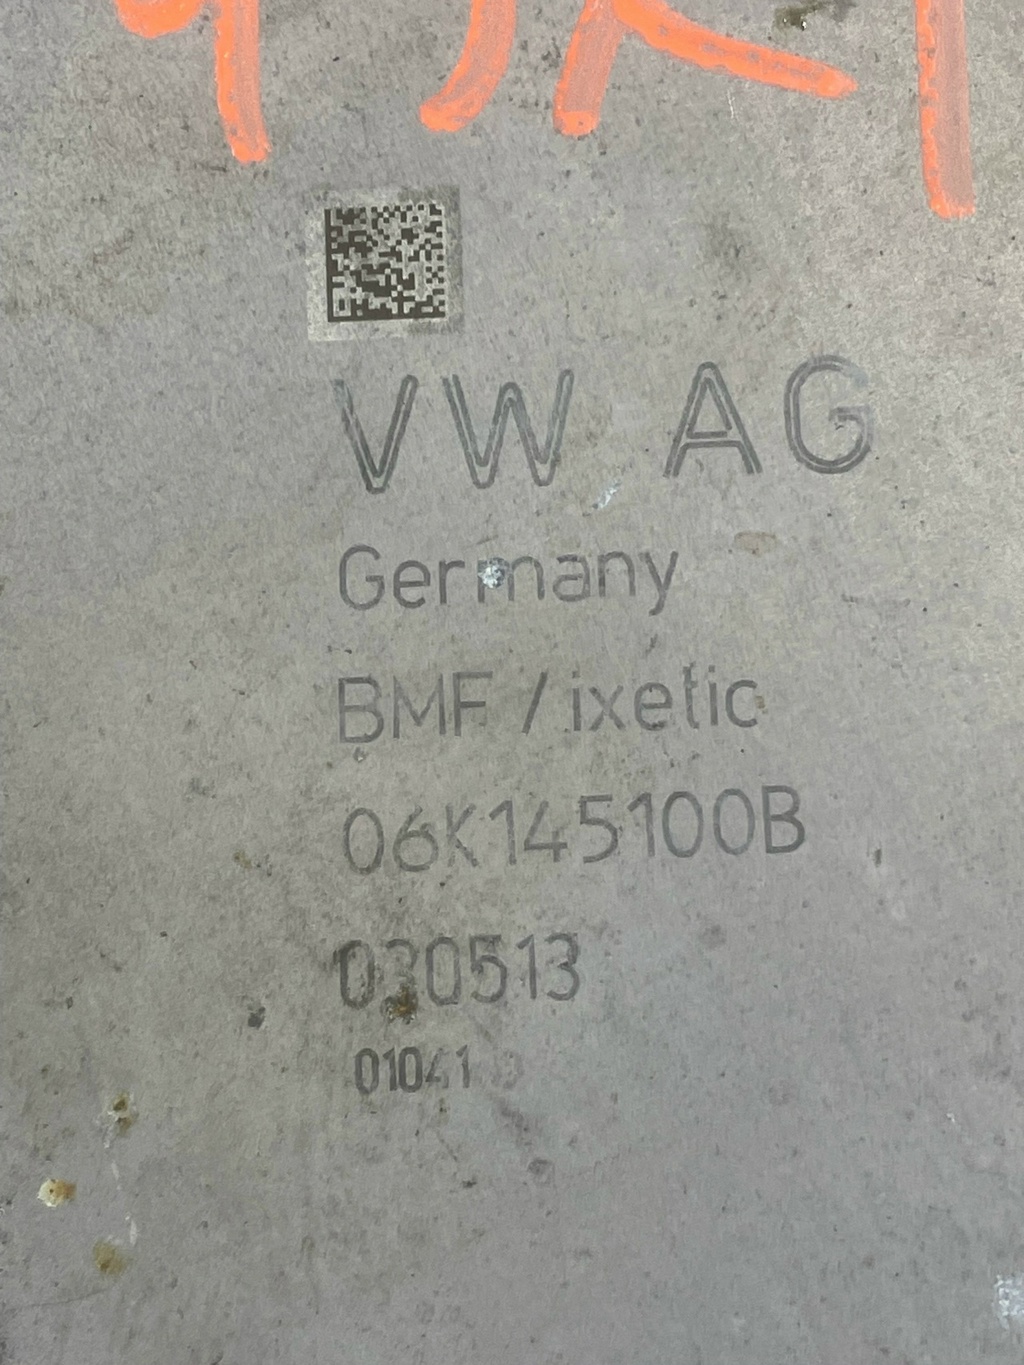 VW AG
Germany
BMF / ixetic
06K145100B
030513
01041